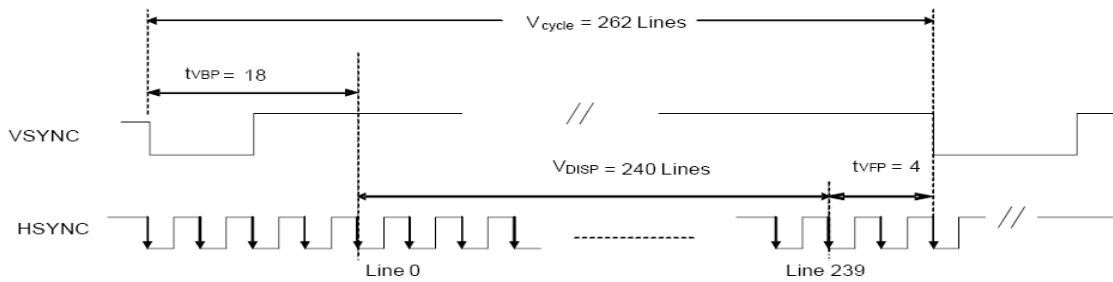 Vcycle = 262 Lines
tVBP = 18
VSYNC
//
VDISP = 240 Lines
tVFP = 4
HSYNC
//
Line 0
Line 239